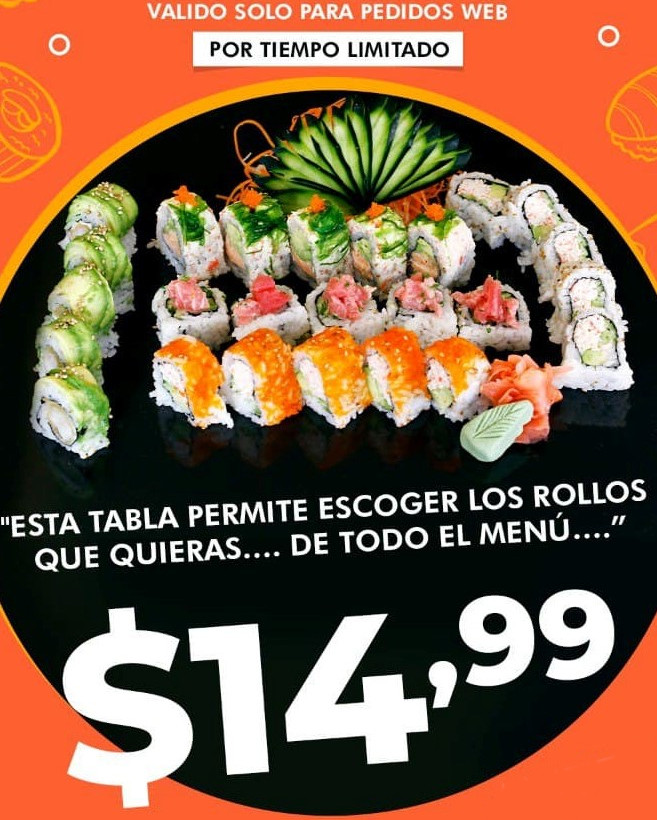 VALIDO SOLO PARA PEDIDOS WEB
POR TIEMPO LIMITADO
"ESTA TABLA PERMITE ESCOGER LOS ROLLOS
QUE QUIERAS.... DE TODO EL MENÚ....”
$14,99